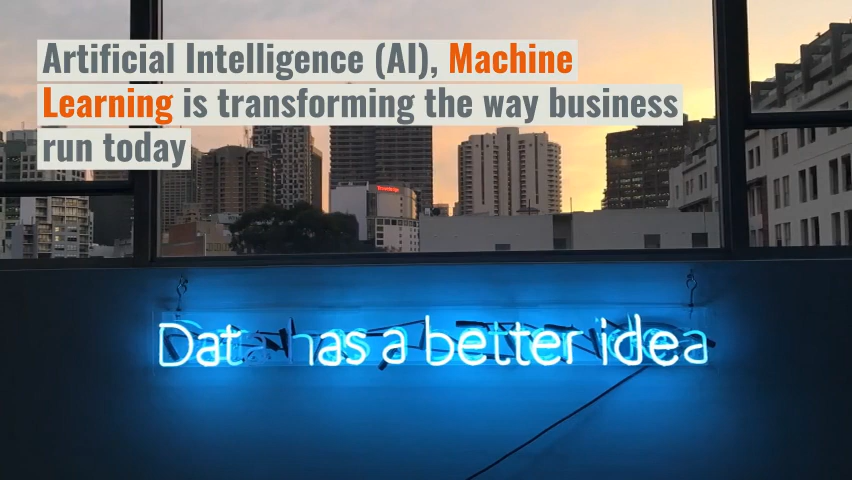 Artificial Intelligence (AI), Machine
Learning is transforming the way business
run today
Data has a better idea